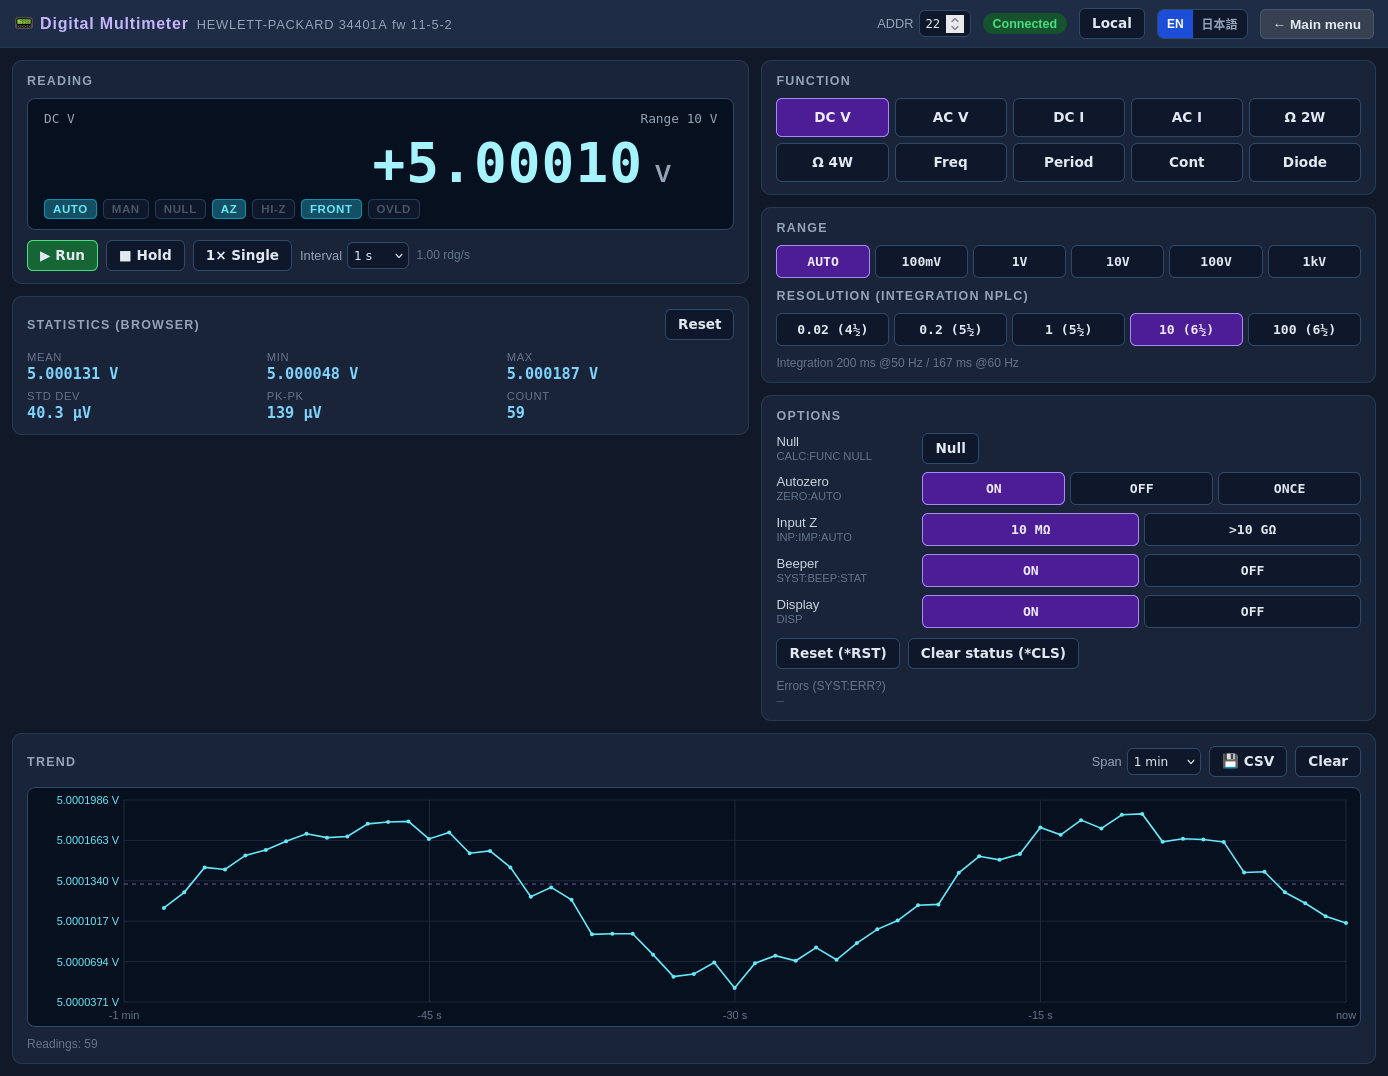 Digital Multimeter HEWLETT-PACKARD 34401A fw 11-5-2
ADDR 22 Connected Local EN 日本語 ← Main menu
READING
DC V Range 10 V
+5.00010 V
AUTO MAN NULL AZ HI-Z FRONT OVLD
▶ Run ■ Hold 1× Single Interval 1 s 1.00 rdg/s
STATISTICS (BROWSER) Reset
MEAN MIN MAX
5.000131 V 5.000048 V 5.000187 V
STD DEV PK-PK COUNT
40.3 μV 139 μV 59
FUNCTION
DC V AC V DC I AC I Ω 2W
Ω 4W Freq Period Cont Diode
RANGE
AUTO 100mV 1V 10V 100V 1kV
RESOLUTION (INTEGRATION NPLC)
0.02 (4½) 0.2 (5½) 1 (5½) 10 (6½) 100 (6½)
Integration 200 ms @50 Hz / 167 ms @60 Hz
OPTIONS
Null
CALC:FUNC NULL
Null
Autozero
ZERO:AUTO
ON OFF ONCE
Input Z
INP:IMP:AUTO
10 MΩ >10 GΩ
Beeper
SYST:BEEP:STAT
ON OFF
Display
DISP
ON OFF
Reset (*RST) Clear status (*CLS)
Errors (SYST:ERR?)
—
TREND Span 1 min 💾 CSV Clear
5.0001986 V
5.0001663 V
5.0001340 V
5.0001017 V
5.0000694 V
5.0000371 V
-1 min -45 s -30 s -15 s now
Readings: 59